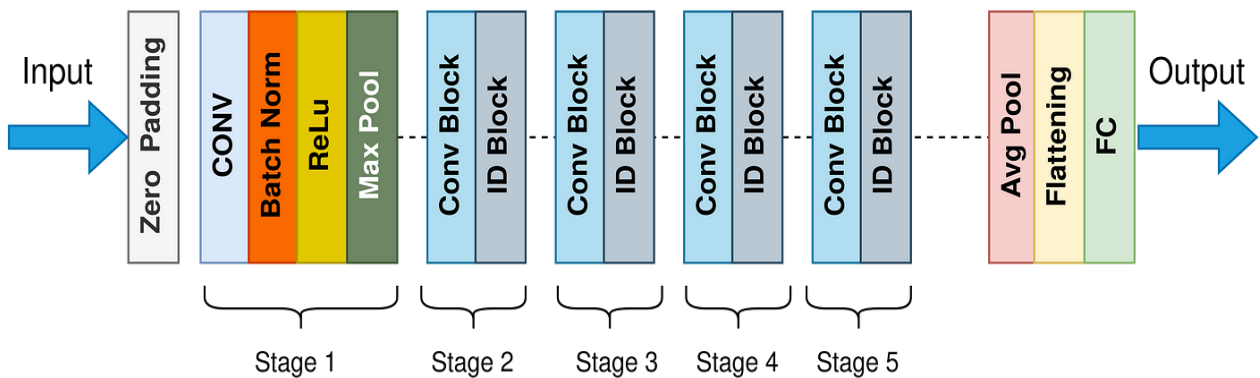 Input
Zero Padding
CONV
Batch Norm
ReLu
Max Pool
Conv Block
ID Block
Conv Block
ID Block
Conv Block
ID Block
Conv Block
ID Block
Avg Pool
Flattening
FC
Output
Stage 1
Stage 2
Stage 3
Stage 4
Stage 5